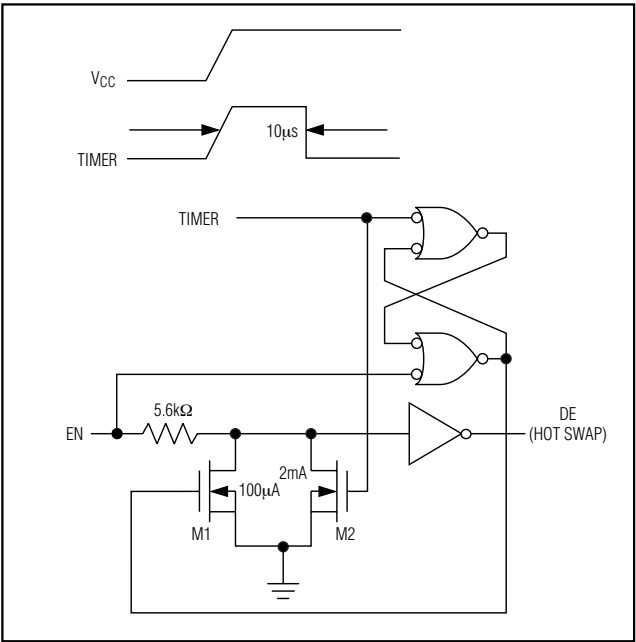 VCC
10μs
TIMER
TIMER
5.6kΩ
DE
(HOT SWAP)
EN
2mA
100μA
M1
M2